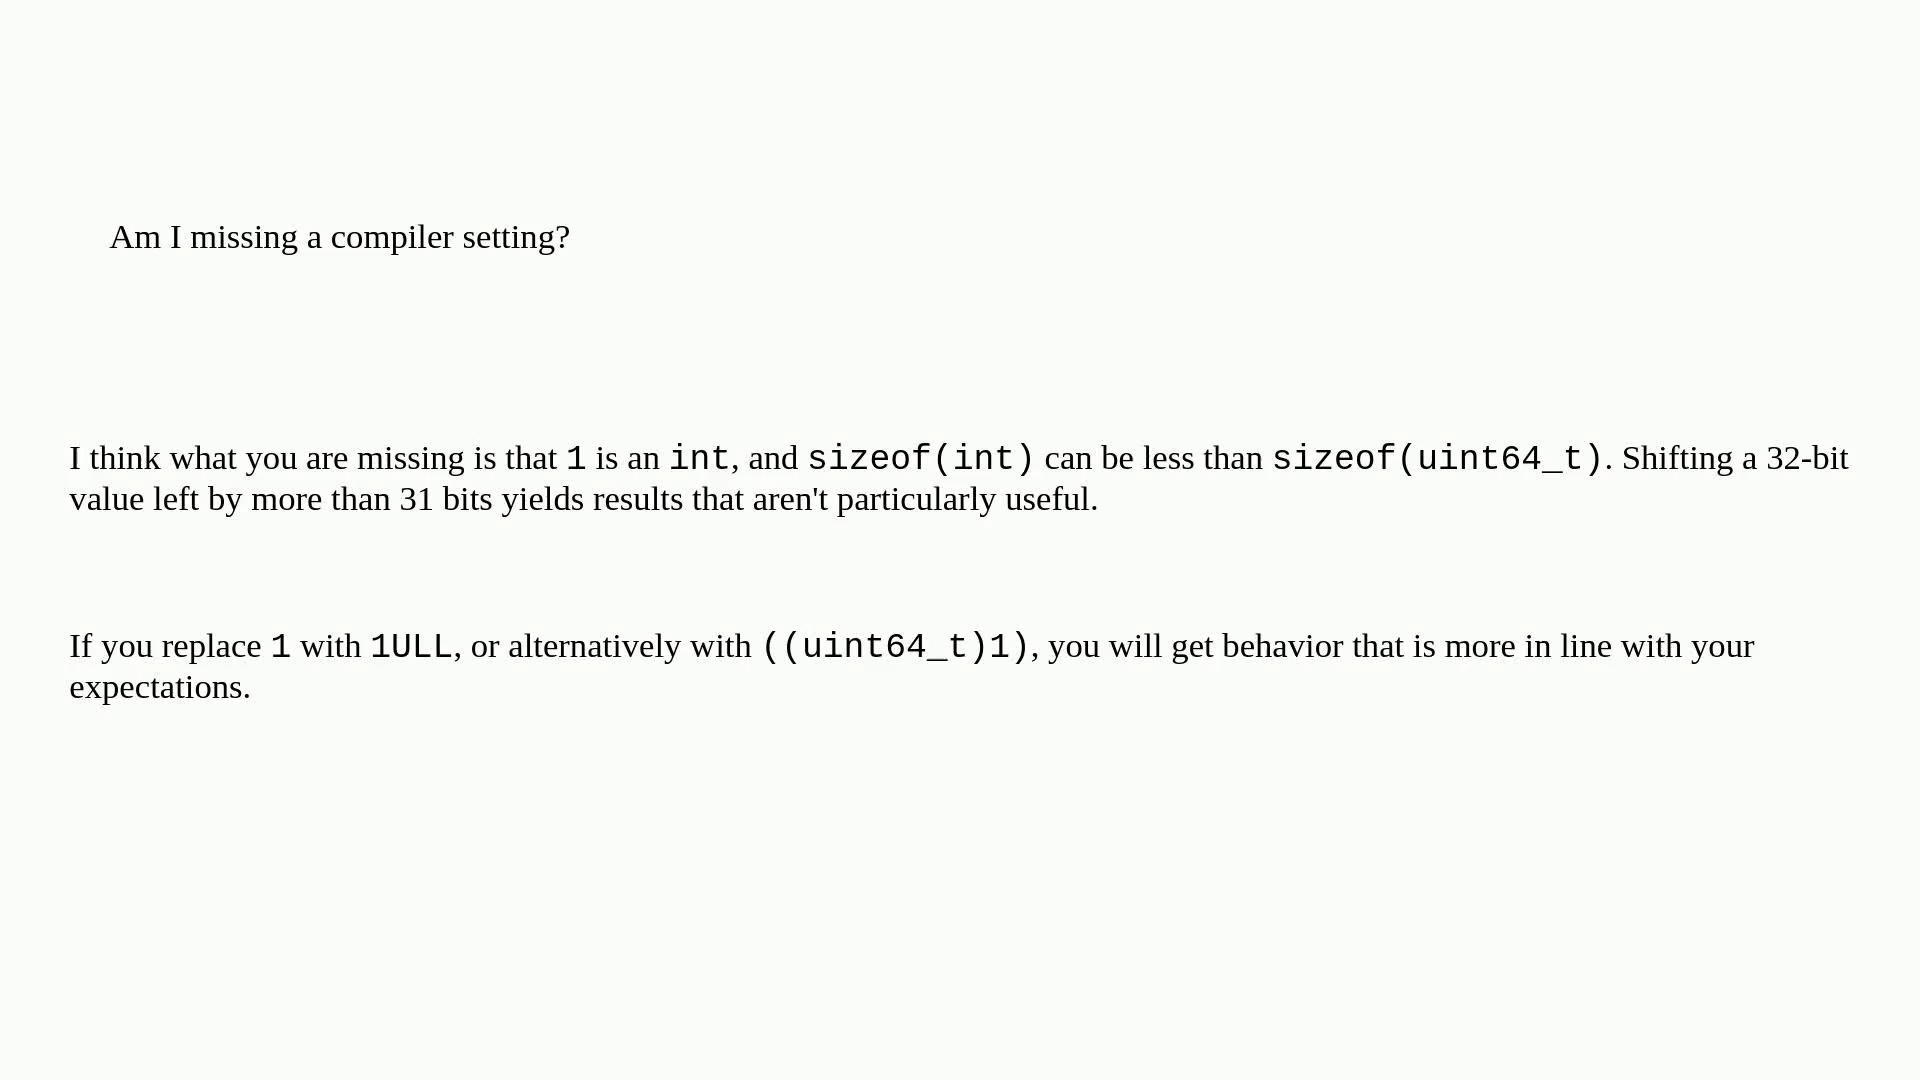 Am I missing a compiler setting?
I think what you are missing is that 1 is an int, and sizeof(int) can be less than sizeof(uint64_t). Shifting a 32-bit
value left by more than 31 bits yields results that aren't particularly useful.
If you replace 1 with 1ULL, or alternatively with ((uint64_t)1), you will get behavior that is more in line with your
expectations.